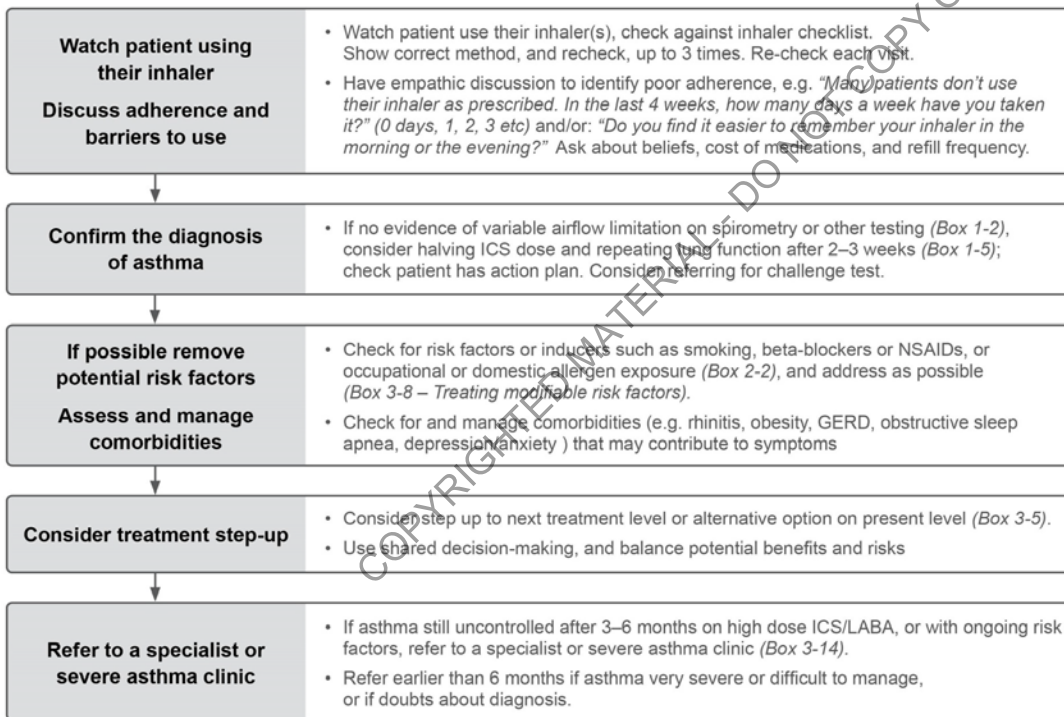 Watch patient using
their inhaler
Discuss adherence and
barriers to use
• Watch patient use their inhaler(s), check against inhaler checklist.
Show correct method, and recheck, up to 3 times. Re-check each visit.
• Have empathic discussion to identify poor adherence, e.g. “Many patients don’t use
their inhaler as prescribed. In the last 4 weeks, how many days a week have you taken
it?” (0 days, 1, 2, 3 etc) and/or: “Do you find it easier to remember your inhaler in the
morning or the evening?” Ask about beliefs, cost of medications, and refill frequency.
Confirm the diagnosis
of asthma
• If no evidence of variable airflow limitation on spirometry or other testing (Box 1-2),
consider halving ICS dose and repeating lung function after 2–3 weeks (Box 1-5);
check patient has action plan. Consider referring for challenge test.
If possible remove
potential risk factors
Assess and manage
comorbidities
• Check for risk factors or inducers such as smoking, beta-blockers or NSAIDs, or
occupational or domestic allergen exposure (Box 2-2), and address as possible
(Box 3-8 – Treating modifiable risk factors).
• Check for and manage comorbidities (e.g. rhinitis, obesity, GERD, obstructive sleep
apnea, depression/anxiety ) that may contribute to symptoms
Consider treatment step-up
• Consider step up to next treatment level or alternative option on present level (Box 3-5).
• Use shared decision-making, and balance potential benefits and risks
Refer to a specialist or
severe asthma clinic
• If asthma still uncontrolled after 3–6 months on high dose ICS/LABA, or with ongoing risk
factors, refer to a specialist or severe asthma clinic (Box 3-14).
• Refer earlier than 6 months if asthma very severe or difficult to manage,
or if doubts about diagnosis.
COPYRIGHTED MATERIAL - DO NOT COPY